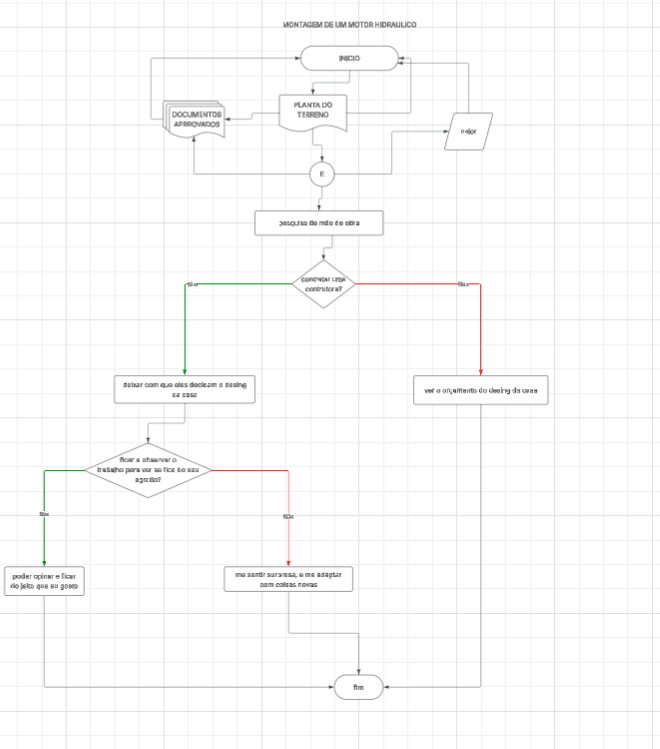 MONTAGEM DE UM MOTOR HIDRAULICO
INICIO
PLANTA DO
TERRENO
DOCUMENTOS
APRROVADOS
valor
E
pesquisa de mão de obra
contratar uma
contrutora?
Sim
Não
deixar com que eles decidam o desing
da casa
ver o orçamento do desing da casa
ficar a observar o
trabalho para ver se fica do seu
agrado?
Sim
Não
poder opinar e ficar
do jeito que eu gosto
me sentir surpresa, e me adaptar
com coisas novas
fim